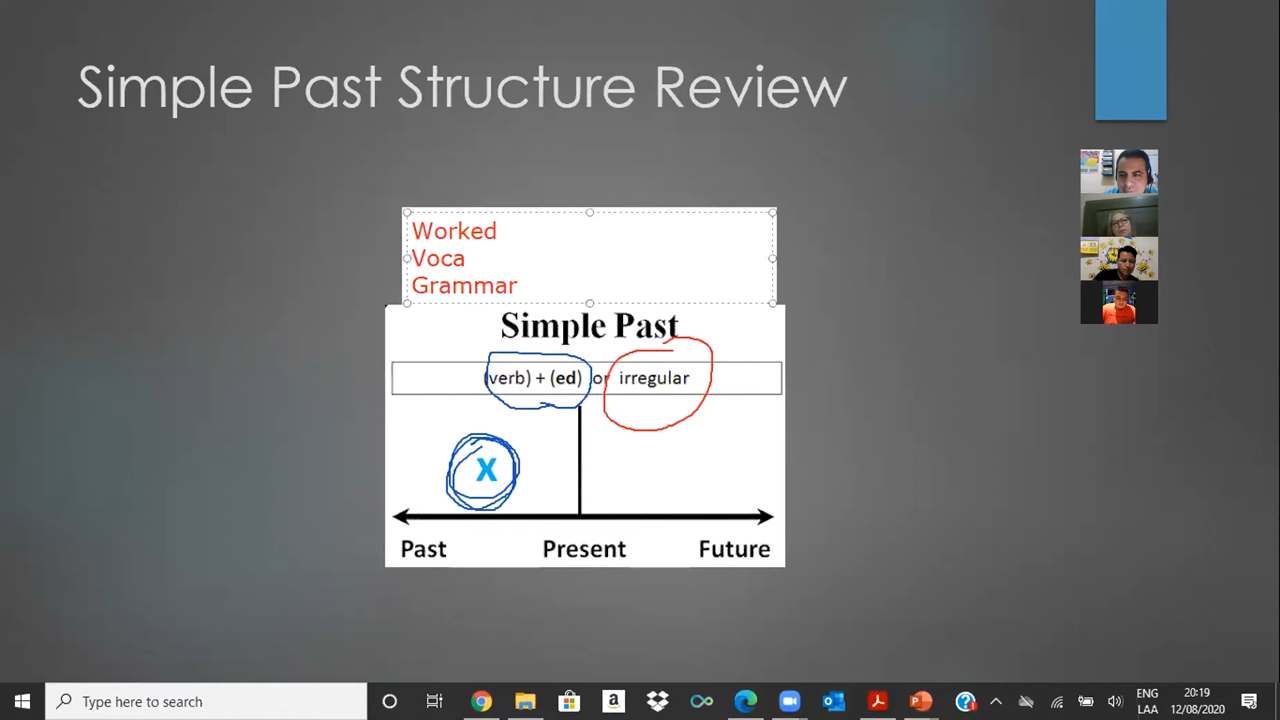 Simple Past Structure Review
Worked
Voca
Grammar
Simple Past
(verb) + (ed) or irregular
X
Past Present Future
Type here to search
ENG
LAA
20:19
12/08/2020